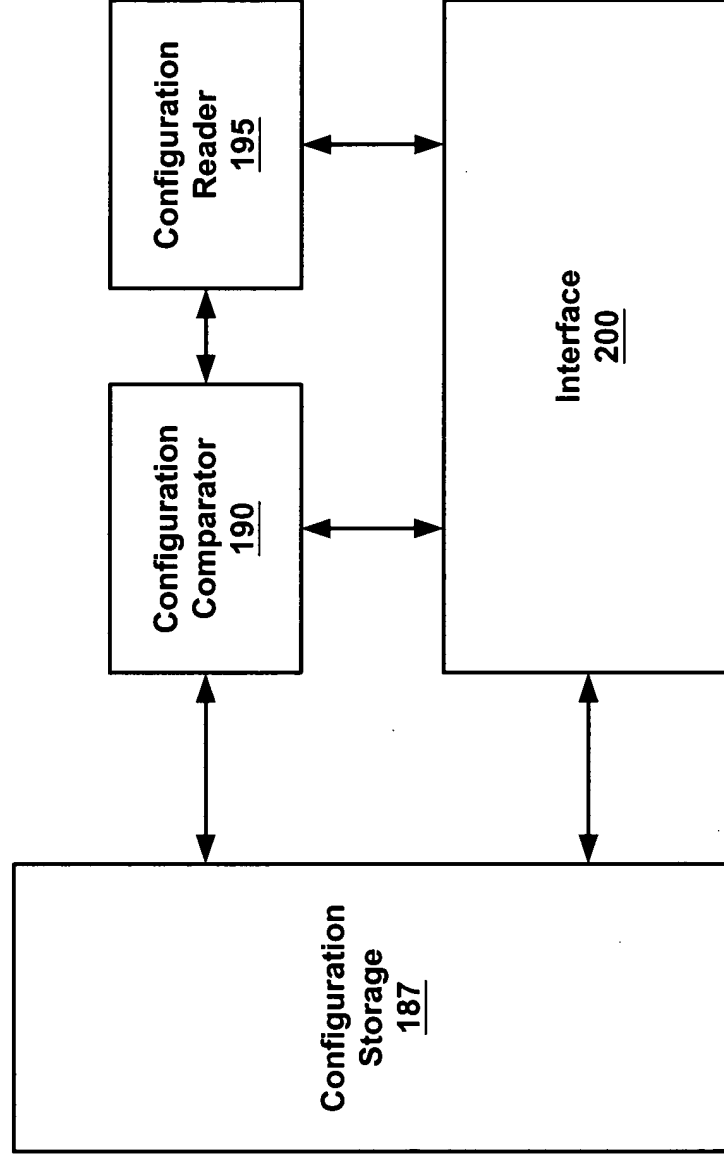 Configuration
Storage
187
Configuration
Comparator
190
Configuration
Reader
195
Interface
200